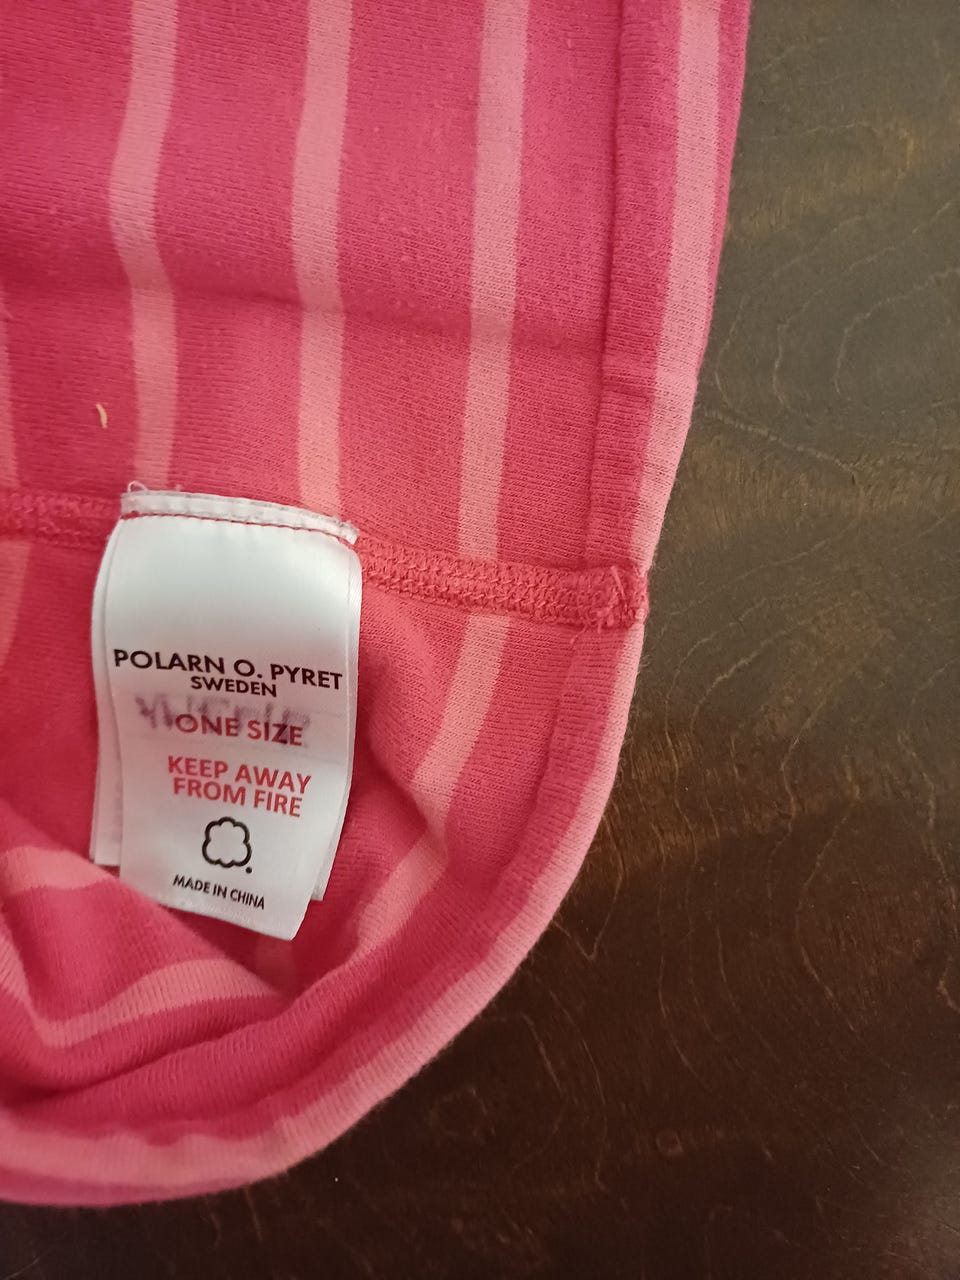 POLARN O. PYRET
SWEDEN
ONE SIZE
KEEP AWAY
FROM FIRE
MADE IN CHINA